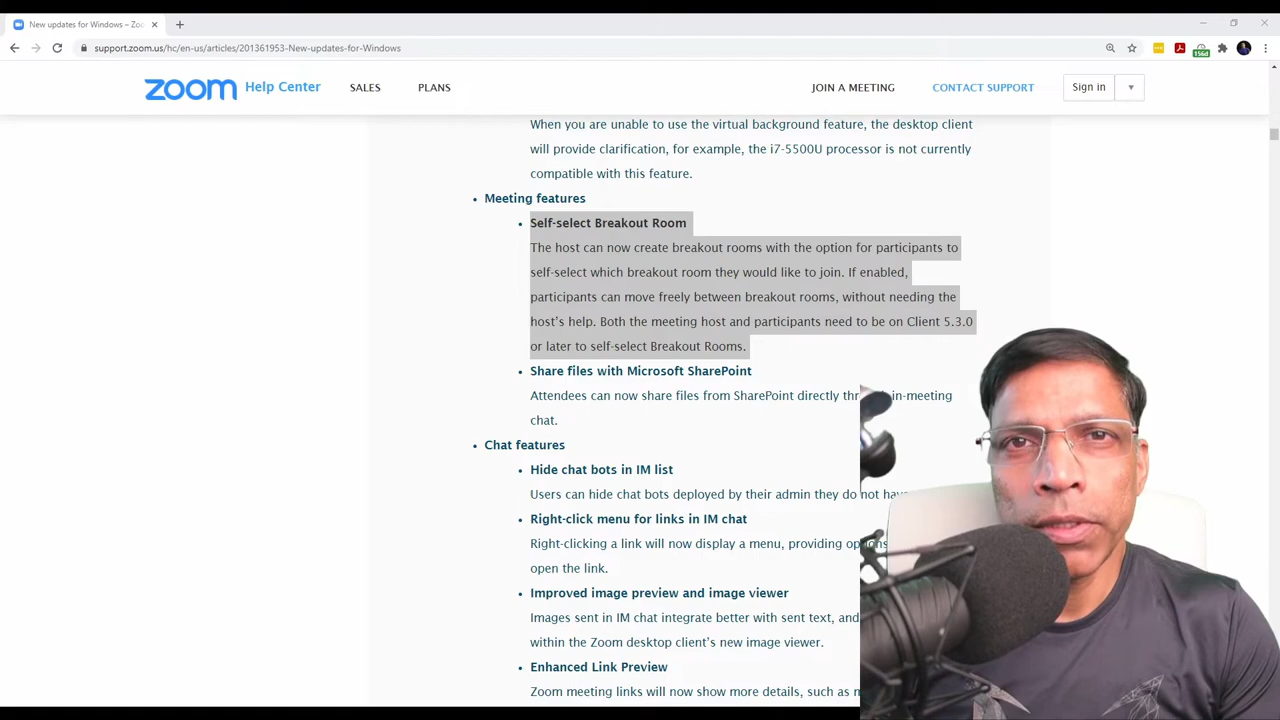 New updates for Windows – Zoo
support.zoom.us/hc/en-us/articles/201361953-New-updates-for-Windows
156d
zoom Help Center SALES PLANS JOIN A MEETING CONTACT SUPPORT Sign in
When you are unable to use the virtual background feature, the desktop client
will provide clarification, for example, the i7-5500U processor is not currently
compatible with this feature.
Meeting features
Self-select Breakout Room
The host can now create breakout rooms with the option for participants to
self-select which breakout room they would like to join. If enabled,
participants can move freely between breakout rooms, without needing the
host’s help. Both the meeting host and participants need to be on Client 5.3.0
or later to self-select Breakout Rooms.
Share files with Microsoft SharePoint
Attendees can now share files from SharePoint directly in-meeting
chat.
Chat features
Hide chat bots in IM list
Users can hide chat bots deployed by their admin they do not
Right-click menu for links in IM chat
Right-clicking a link will now display a menu, providing
open the link.
Improved image preview and image viewer
Images sent in IM chat integrate better with sent text,
within the Zoom desktop client’s new image viewer.
Enhanced Link Preview
Zoom meeting links will now show more details, such as